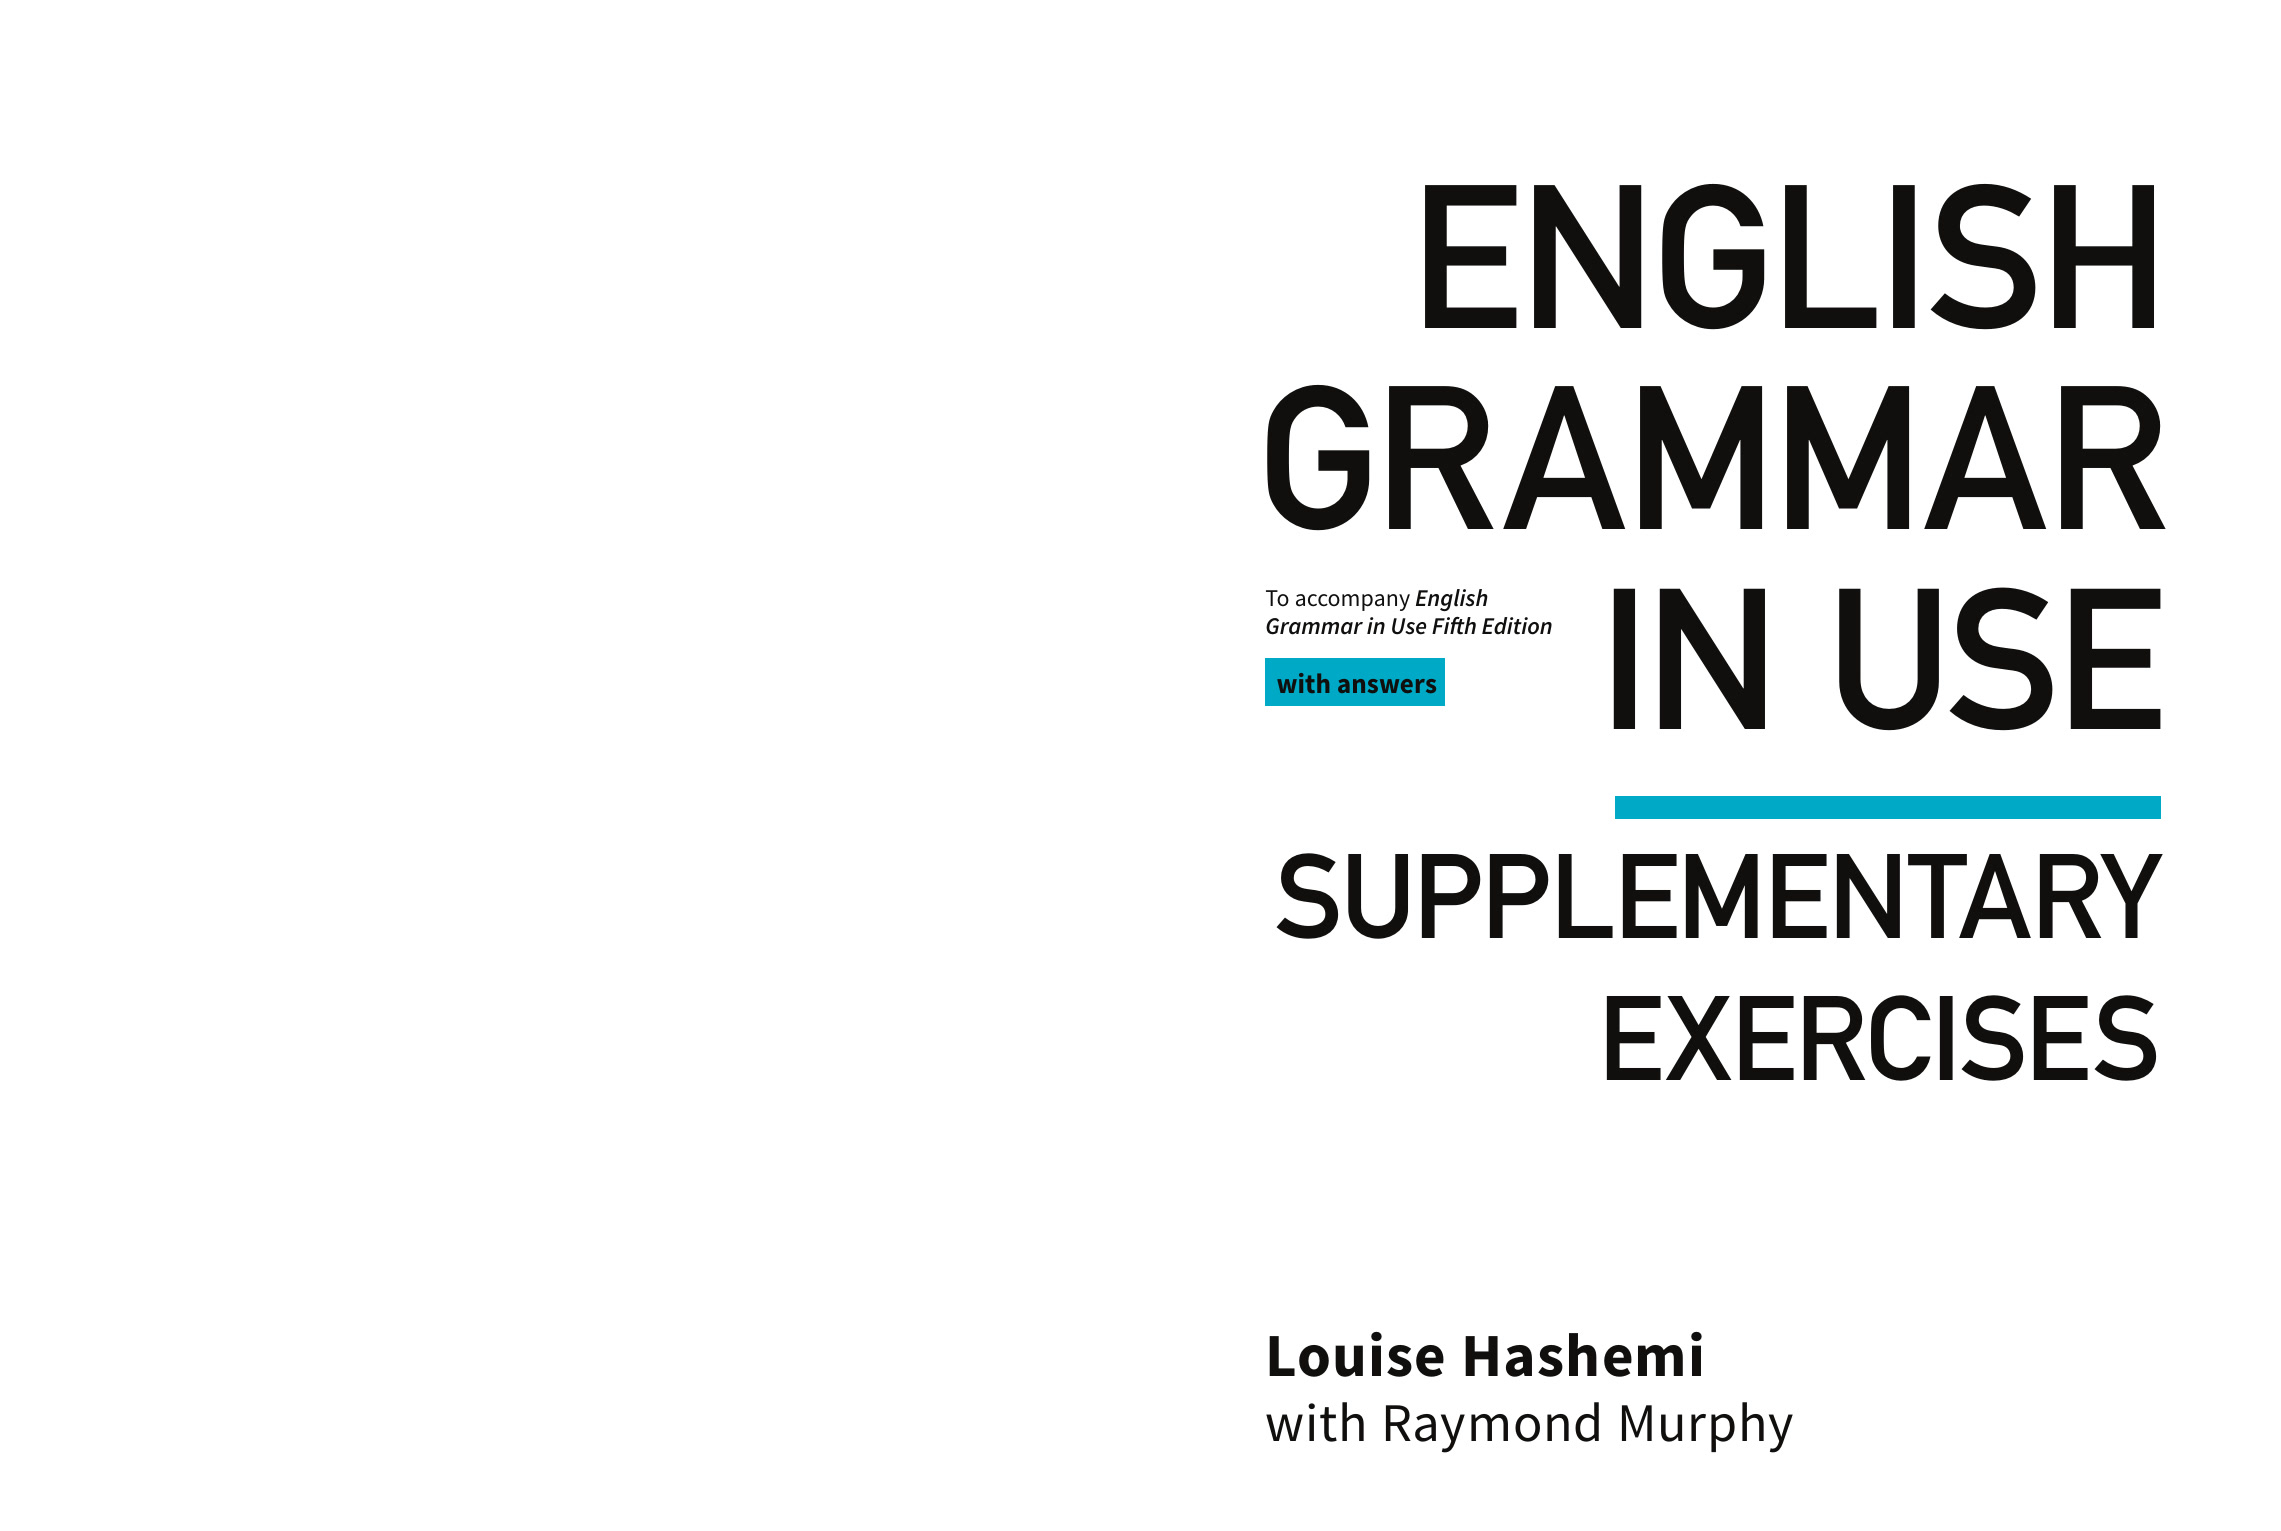 ENGLISH
GRAMMAR
IN USE
To accompany English
Grammar in Use Fifth Edition
with answers
SUPPLEMENTARY
EXERCISES
Louise Hashemi
with Raymond Murphy